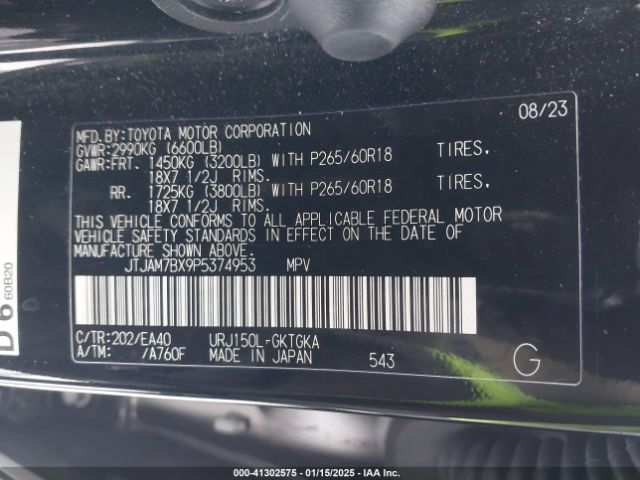 08/23
MFD.BY:TOYOTA MOTOR CORPORATION
GVWR:2990KG (6600LB)
GAWR:FRT. 1450KG (3200LB) WITH P265/60R18 TIRES.
18X7 1/2J RIMS.
RR. 1725KG (3800LB) WITH P265/60R18 TIRES.
18X7 1/2J RIMS.
THIS VEHICLE CONFORMS TO ALL APPLICABLE FEDERAL MOTOR
VEHICLE SAFETY STANDARDS IN EFFECT ON THE DATE OF
MANUFACTURE SHOWN ABOVE.
JTJAM7BX9P5374953 MPV
C/TR:202/EA40 URJ150L-GKTGKA
A/TM: /A760F MADE IN JAPAN 543 G
D 6 60B20
000-41302575 - 01/15/2025 - IAA Inc.